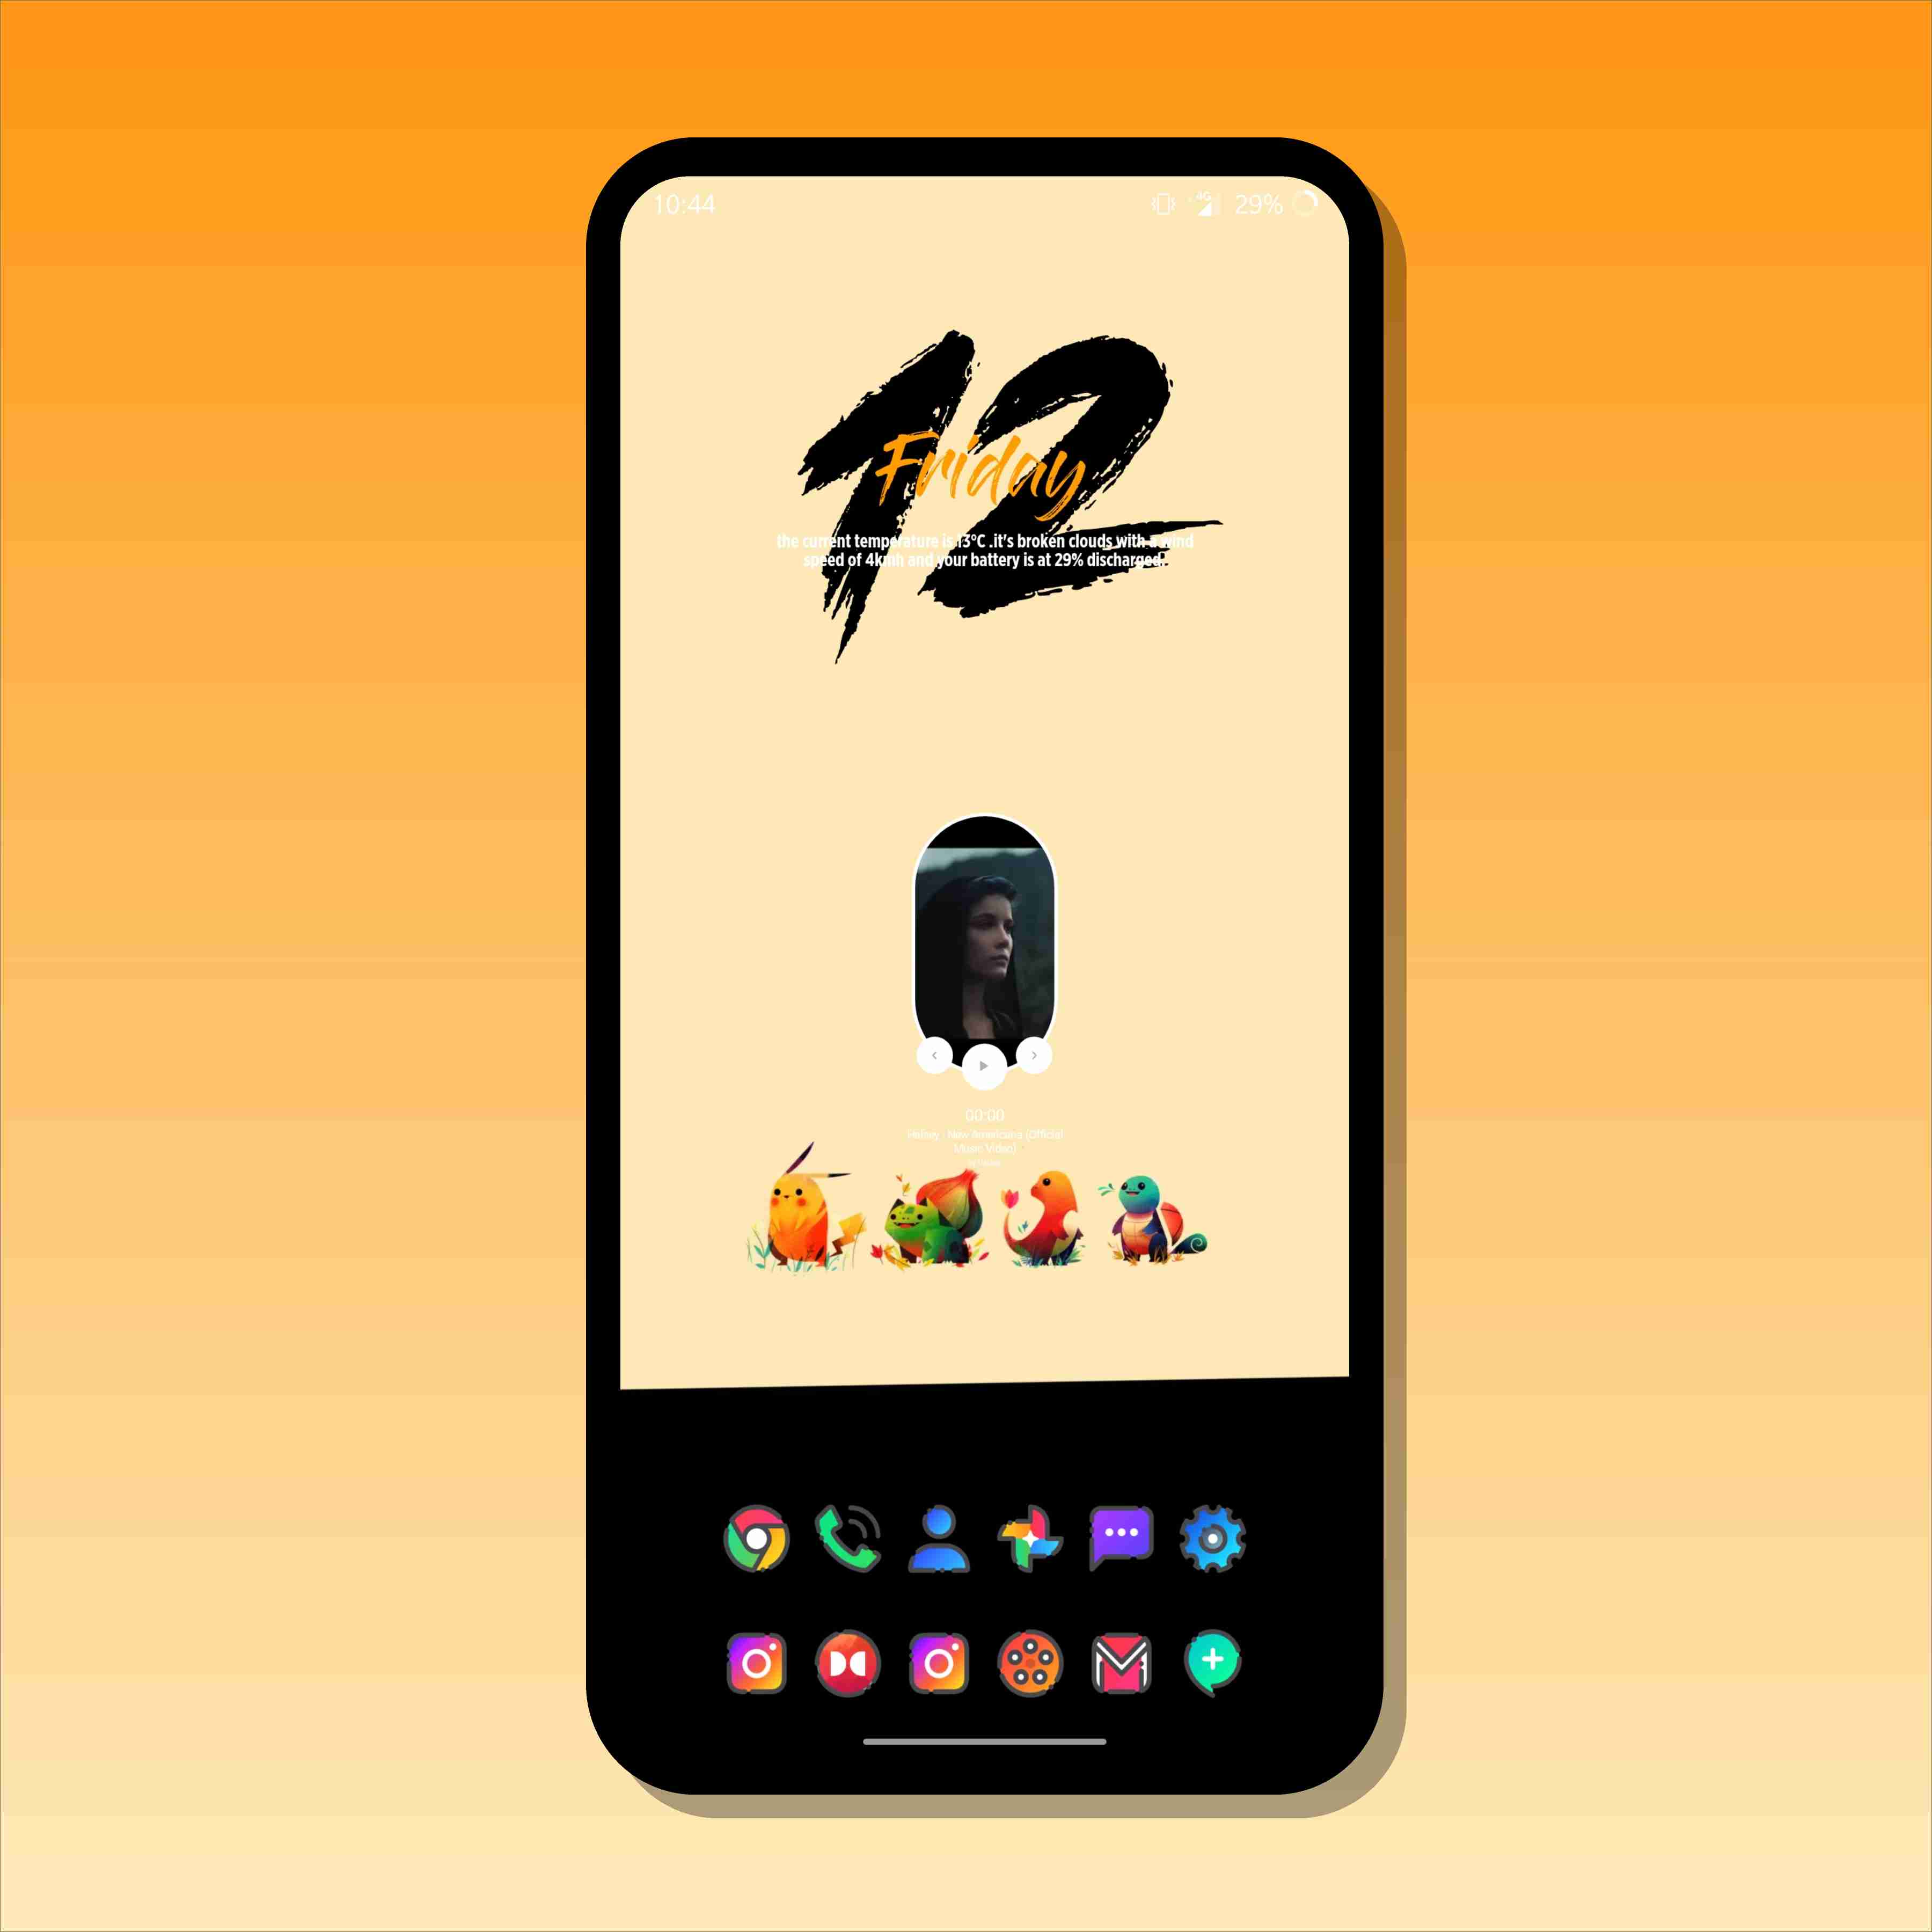 10:44
4G 29%
12
Friday
the current temperature is 13°C .it's broken clouds with a wind
speed of 4kmh and your battery is at 29% discharged.
00:00
Halsey - New Americana (Official
Music Video)